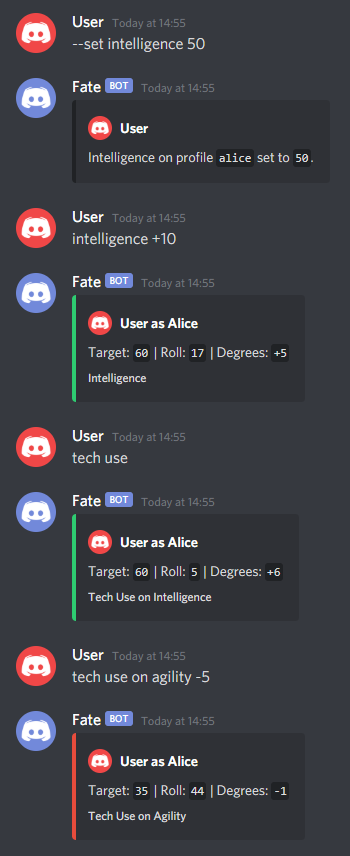 User Today at 14:55
--set intelligence 50
Fate BOT Today at 14:55
User
Intelligence on profile alice set to 50.
User Today at 14:55
intelligence +10
Fate BOT Today at 14:55
User as Alice
Target: 60 | Roll: 17 | Degrees: +5
Intelligence
User Today at 14:55
tech use
Fate BOT Today at 14:55
User as Alice
Target: 60 | Roll: 5 | Degrees: +6
Tech Use on Intelligence
User Today at 14:55
tech use on agility -5
Fate BOT Today at 14:55
User as Alice
Target: 35 | Roll: 44 | Degrees: -1
Tech Use on Agility